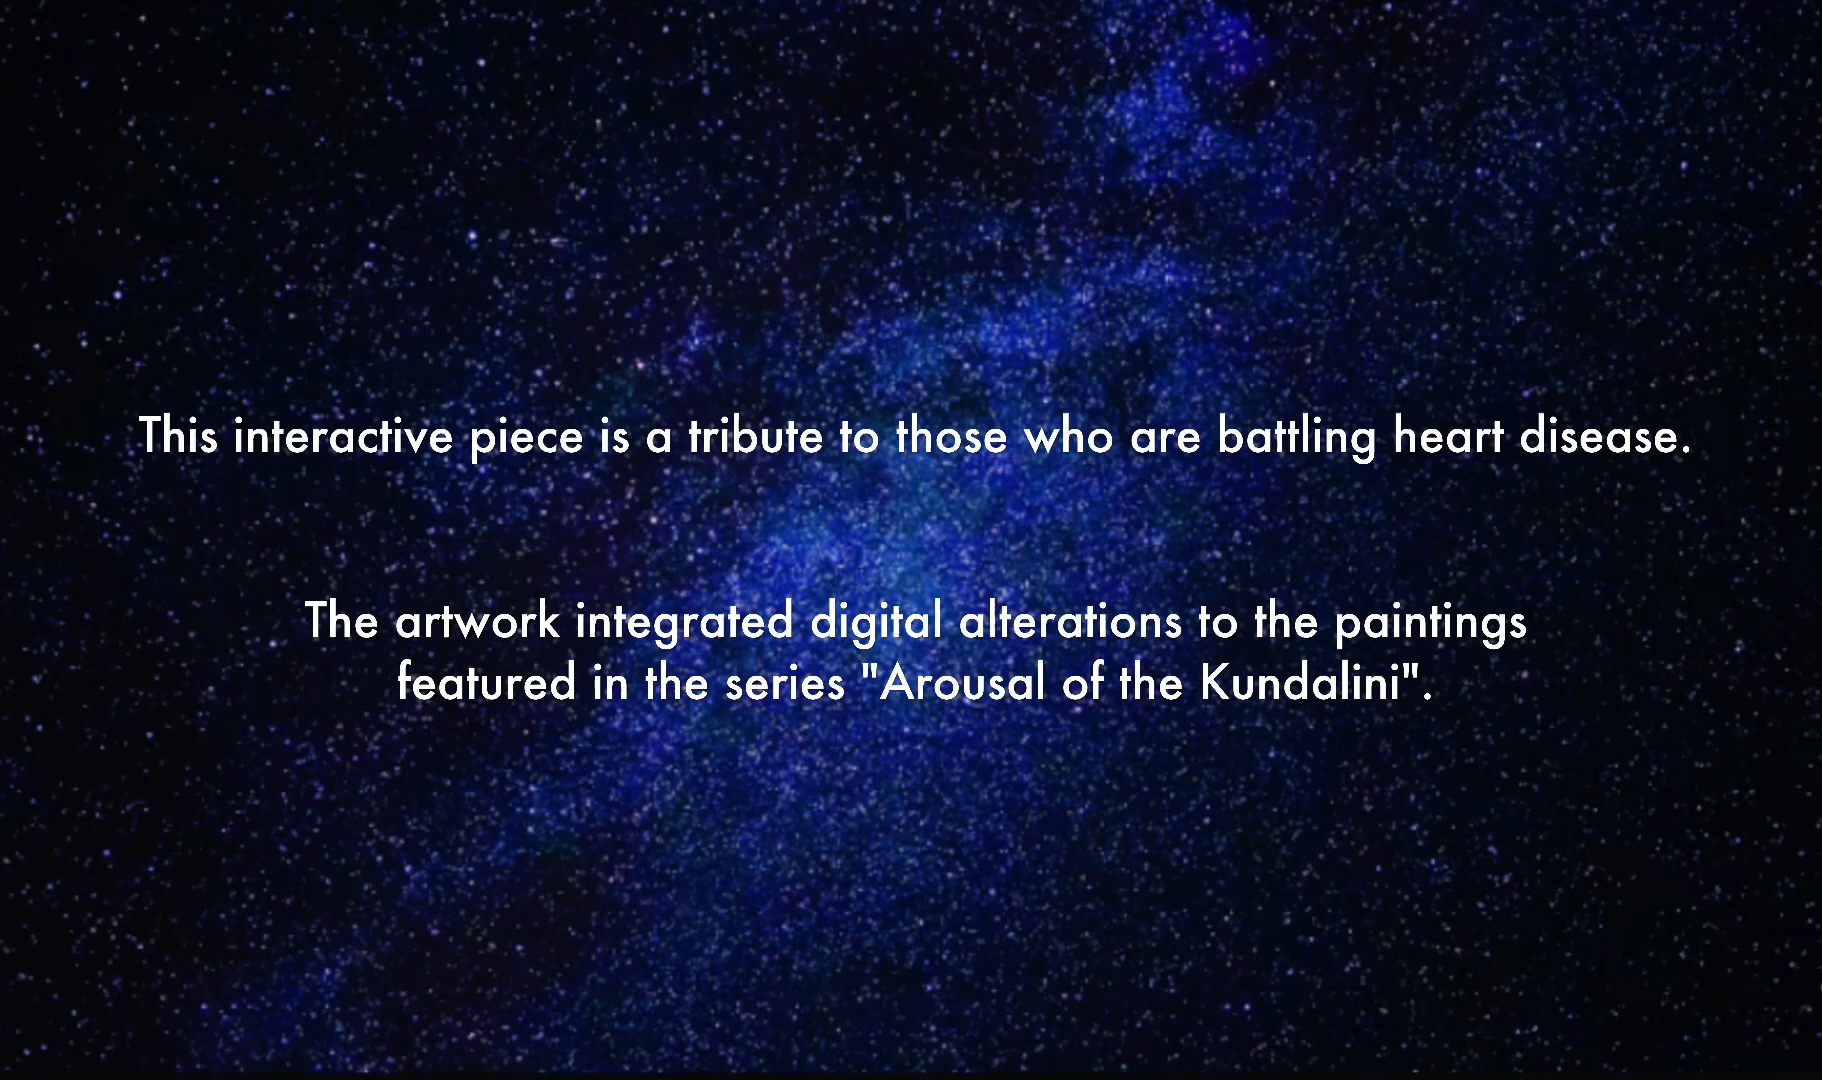 This interactive piece is a tribute to those who are battling heart disease.
The artwork integrated digital alterations to the paintings
featured in the series "Arousal of the Kundalini".